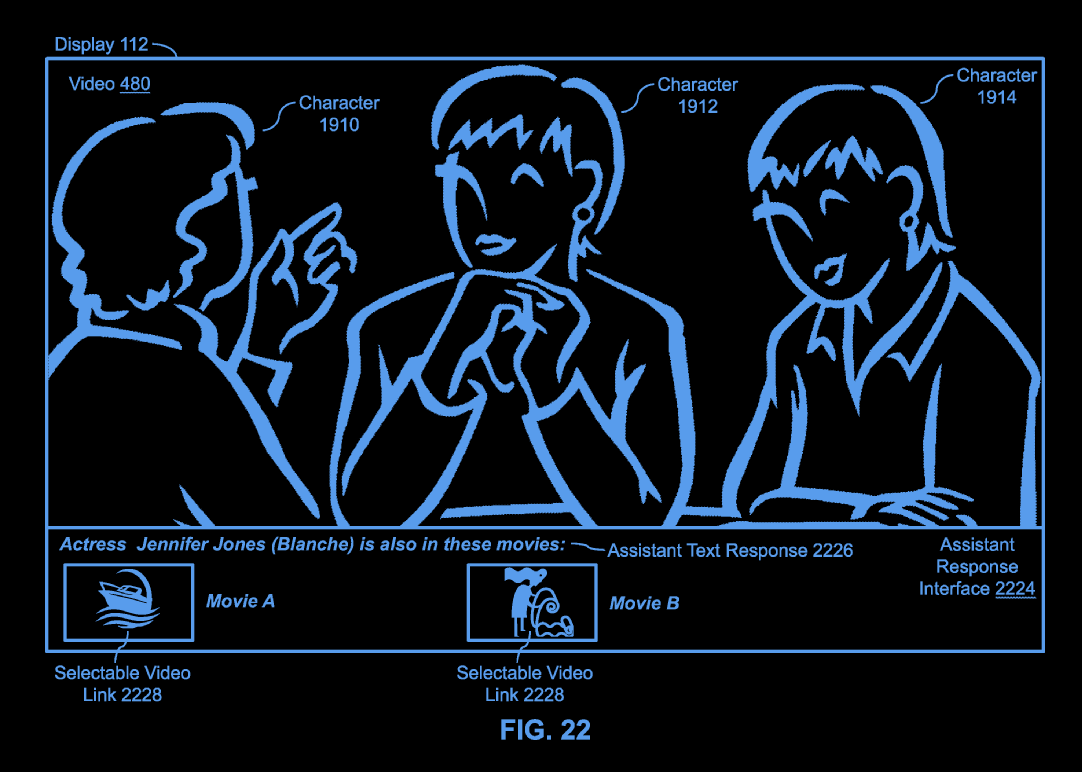 Display 112
Video 480
Character
1910
Character
1912
Character
1914
Actress Jennifer Jones (Blanche) is also in these movies:
Assistant Text Response 2226
Assistant
Response
Interface 2224
Movie A
Movie B
Selectable Video
Link 2228
Selectable Video
Link 2228
FIG. 22